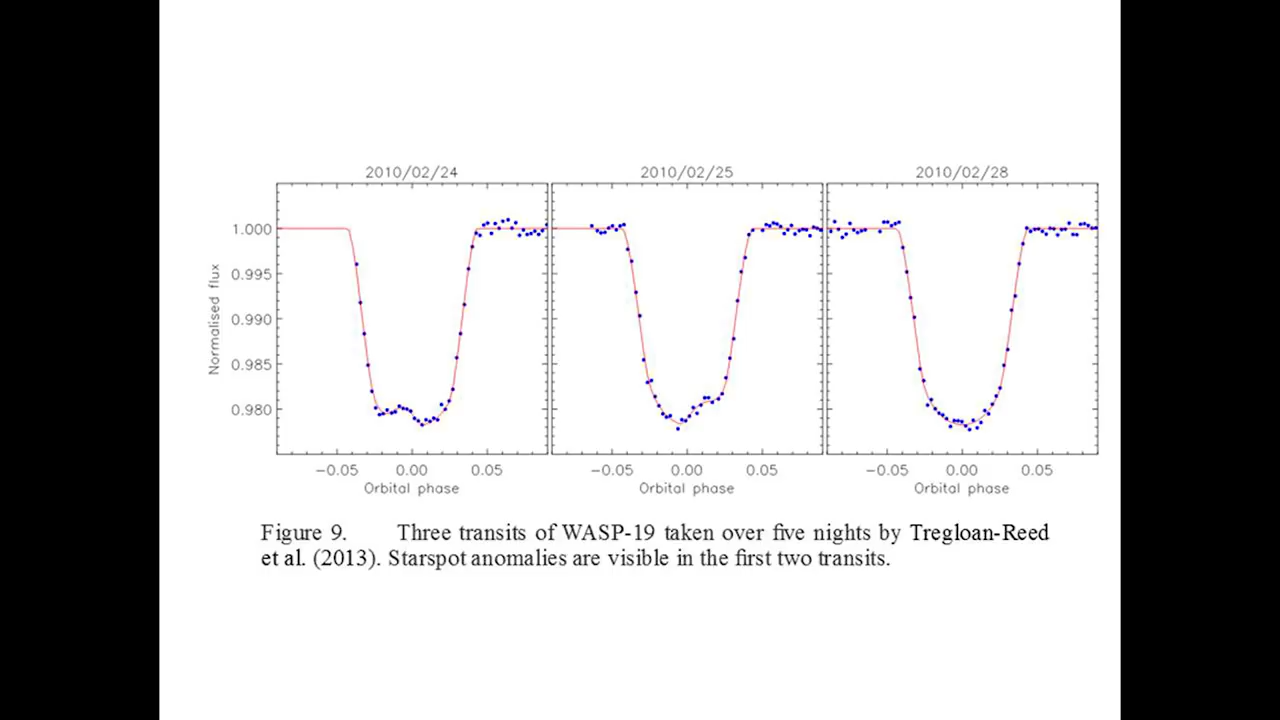 2010/02/24 2010/02/25 2010/02/28
Normalised flux
1.000
0.995
0.990
0.985
0.980
−0.05 0.00 0.05 −0.05 0.00 0.05 −0.05 0.00 0.05
Orbital phase Orbital phase Orbital phase
Figure 9. Three transits of WASP-19 taken over five nights by Tregloan-Reed
et al. (2013). Starspot anomalies are visible in the first two transits.